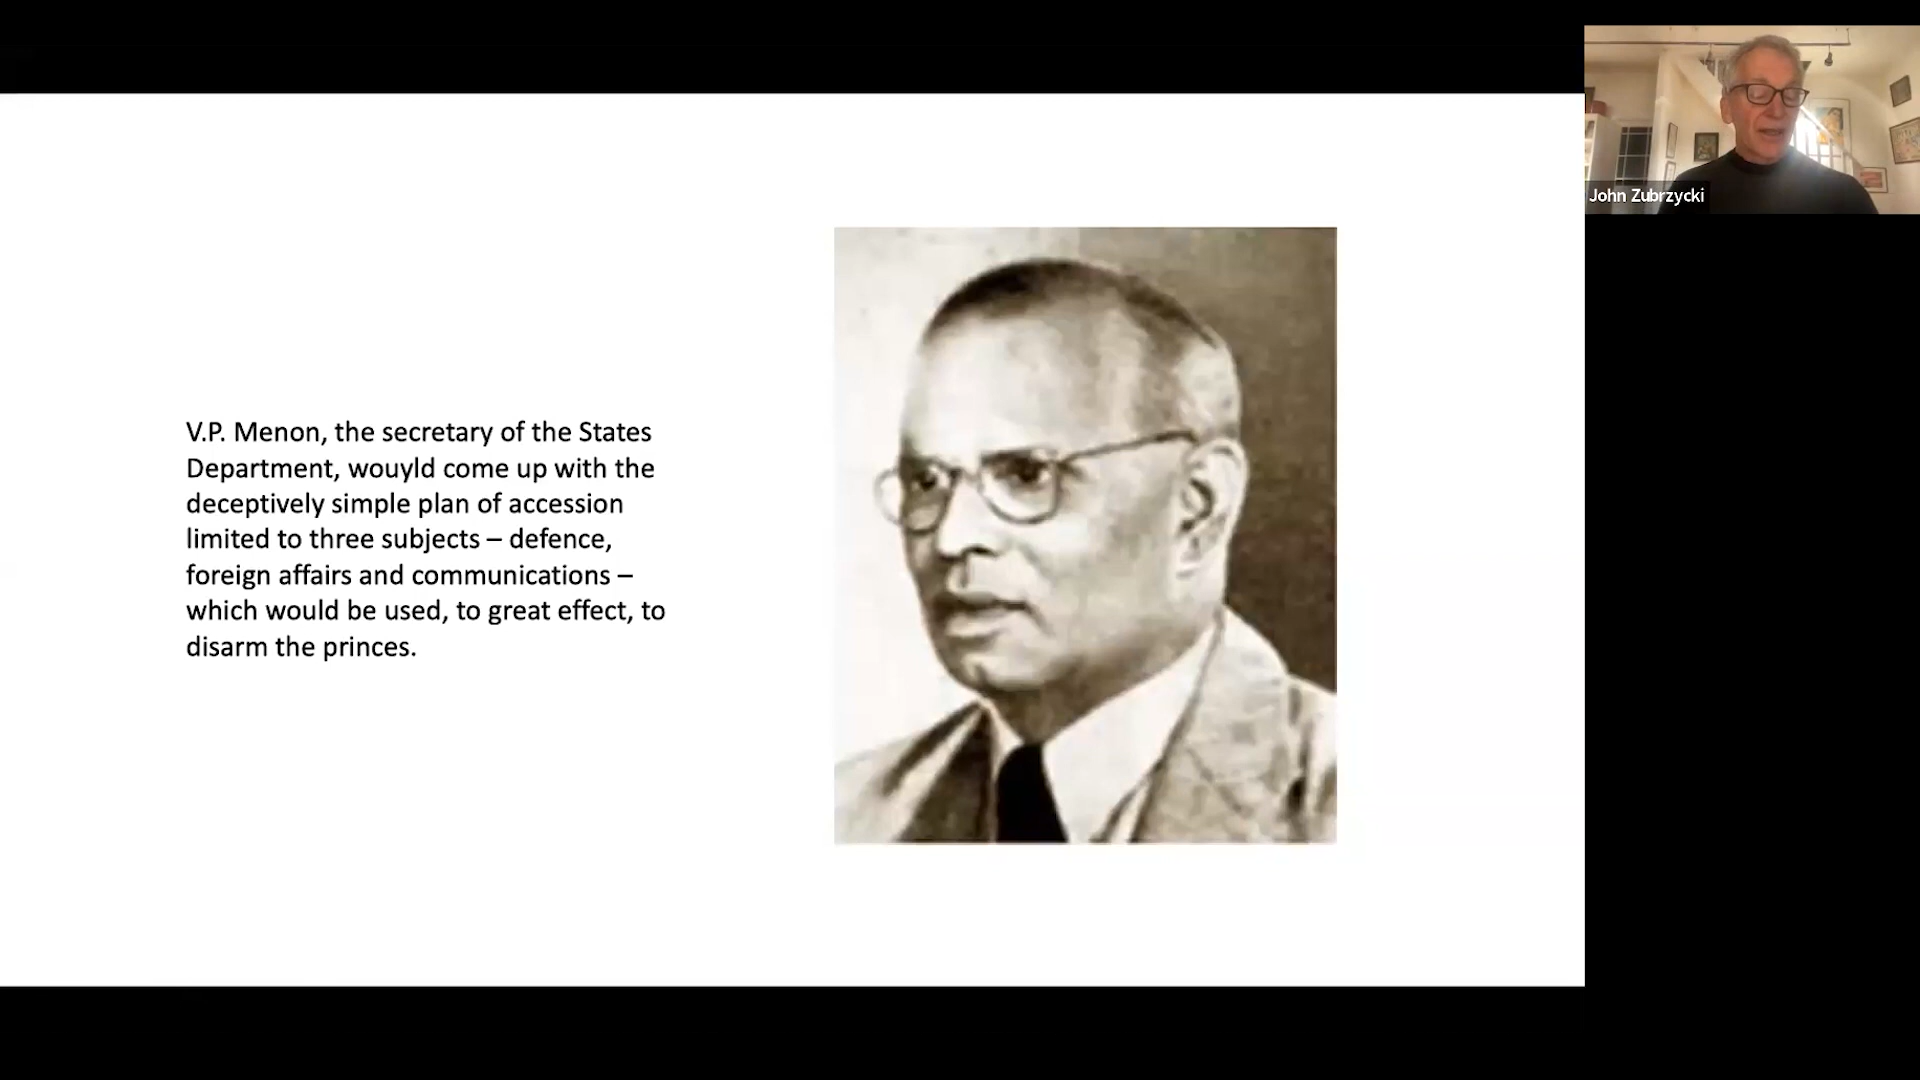 V.P. Menon, the secretary of the States
Department, wouyld come up with the
deceptively simple plan of accession
limited to three subjects – defence,
foreign affairs and communications –
which would be used, to great effect, to
disarm the princes.
John Zubrzycki